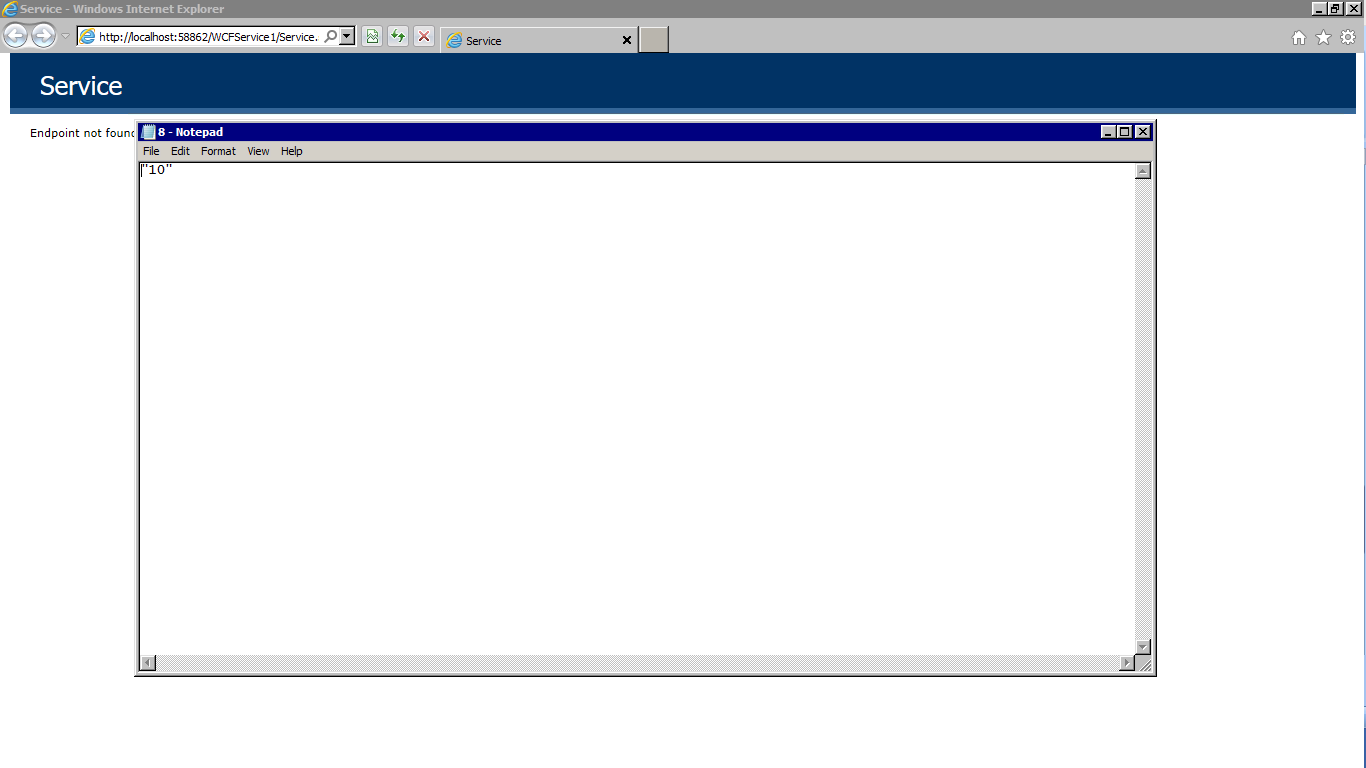 Service - Windows Internet Explorer
http://localhost:58862/WCFService1/Service.
Service
Service
Endpoint not found
8 - Notepad
File Edit Format View Help
"10"